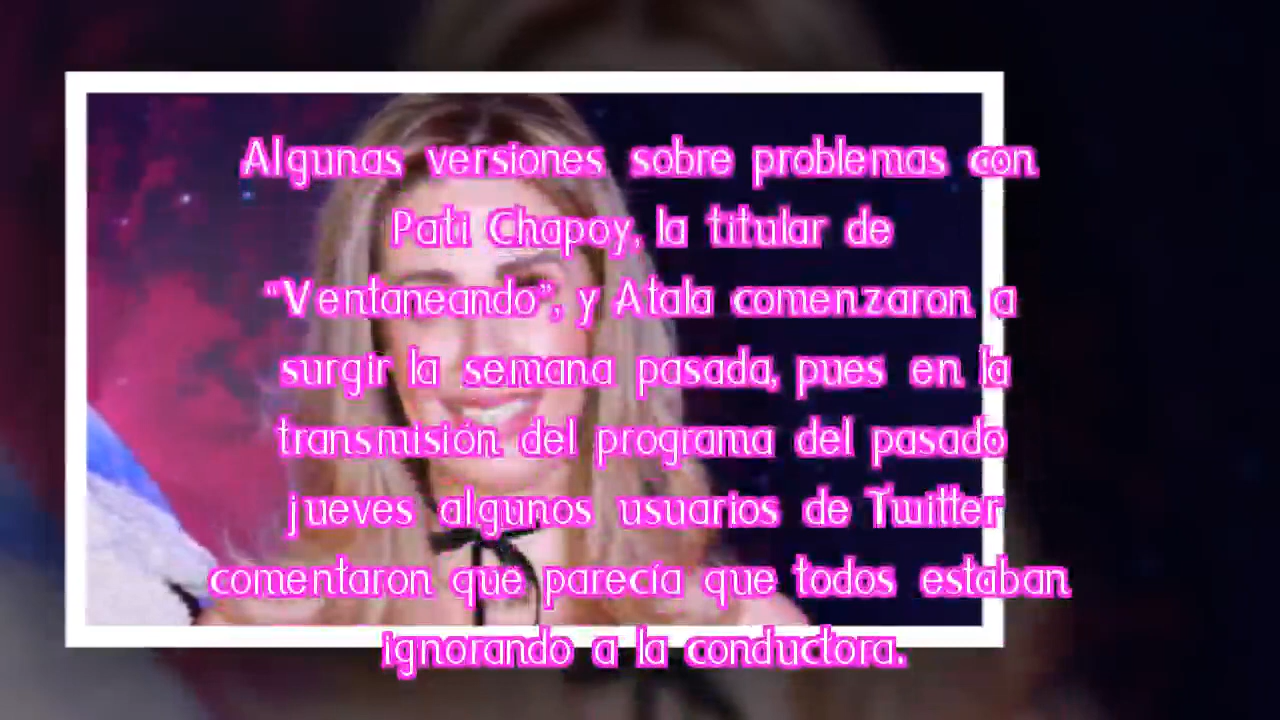 Algunas versiones sobre problemas con
Pati Chapoy, la titular de
“Ventaneando”, y Atala comenzaron a
surgir la semana pasada, pues en la
transmisión del programa del pasado
jueves algunos usuarios de Twitter
comentaron que parecía que todos estaban
ignorando a la conductora.